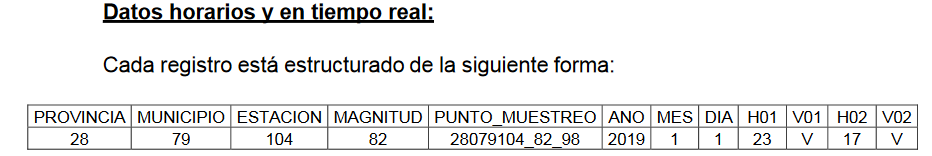 Datos horarios y en tiempo real:
Cada registro está estructurado de la siguiente forma:
PROVINCIA MUNICIPIO ESTACION MAGNITUD PUNTO_MUESTREO ANO MES DIA H01 V01 H02 V02
28 79 104 82 28079104_82_98 2019 1 1 23 V 17 V